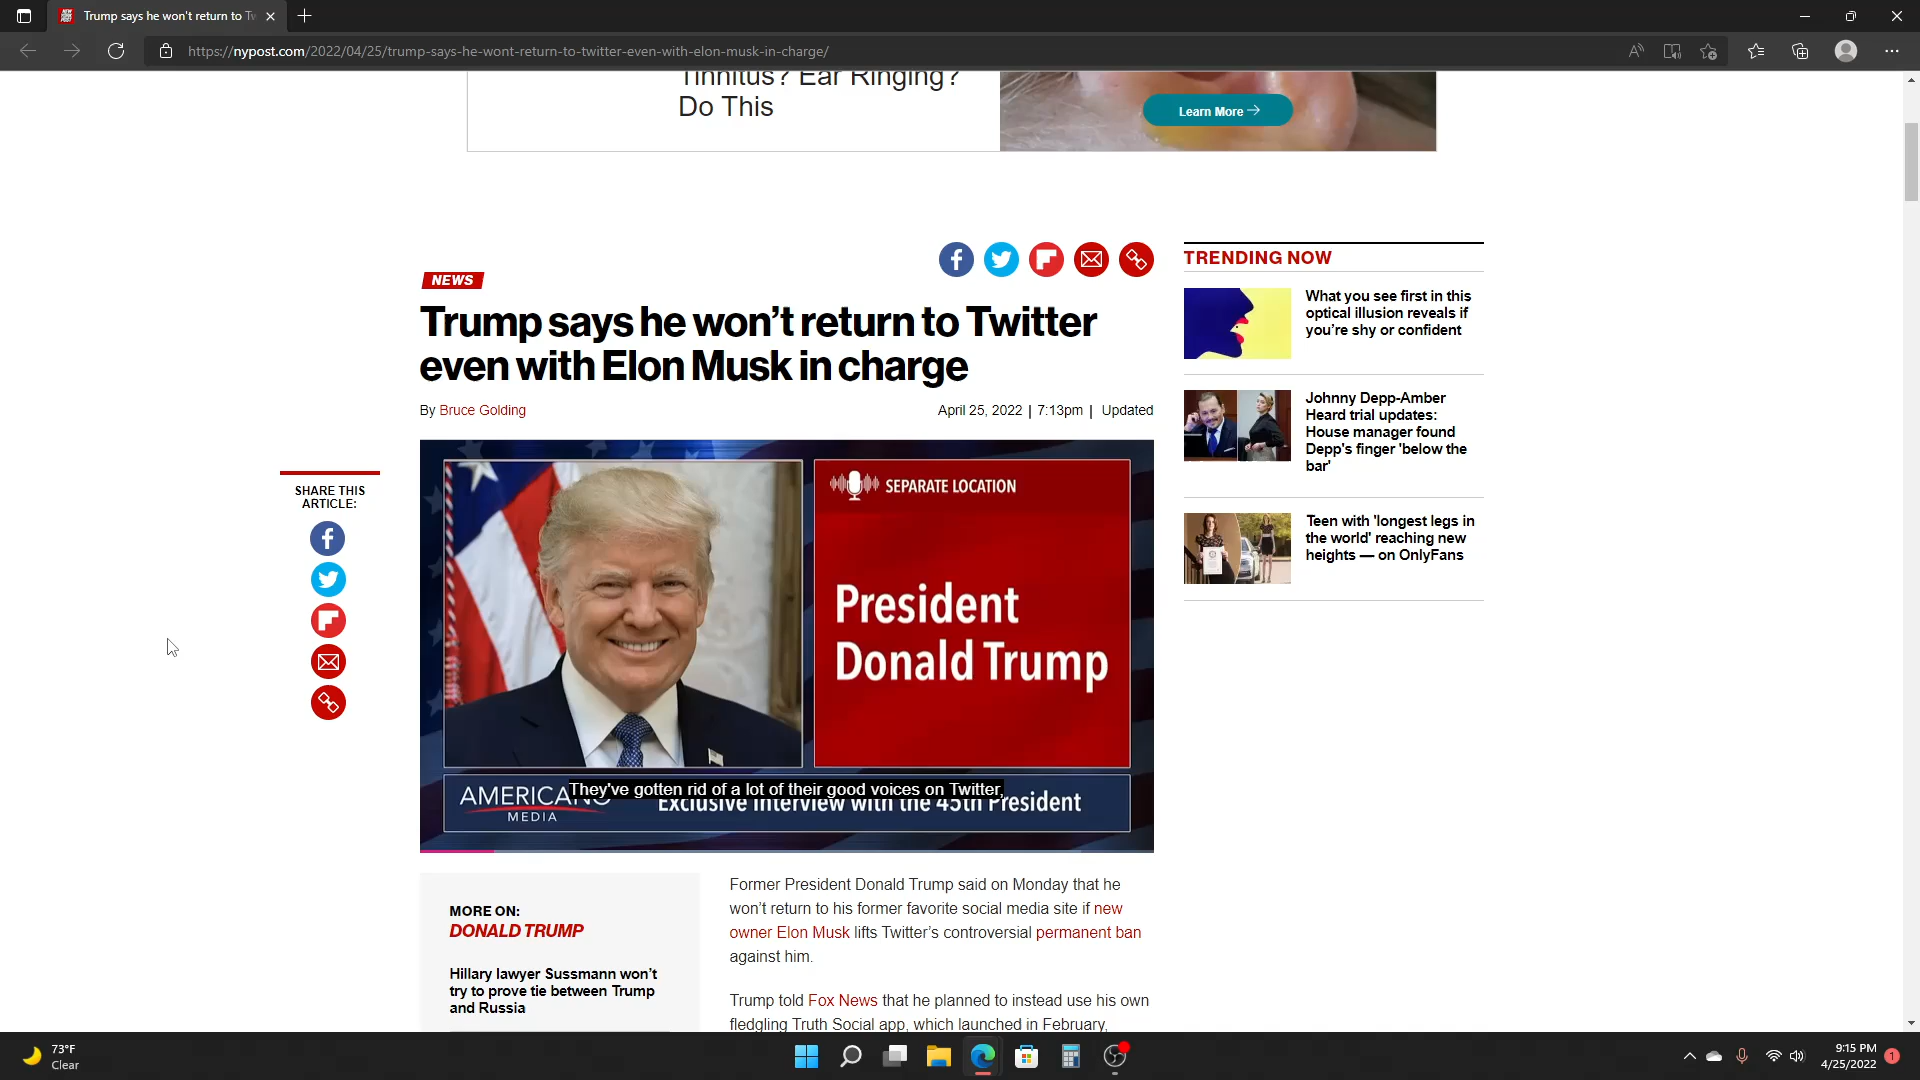 Trump says he won't return to Tw
https://nypost.com/2022/04/25/trump-says-he-wont-return-to-twitter-even-with-elon-musk-in-charge/
Tinnitus? Ear Ringing?
Do This
Learn More
NEWS
Trump says he won't return to Twitter
even with Elon Musk in charge
By Bruce Golding
April 25, 2022 | 7:13pm | Updated
SHARE THIS
ARTICLE:
SEPARATE LOCATION
President
Donald Trump
They've gotten rid of a lot of their good voices on Twitter,
AMERICANO
MEDIA
Exclusive Interview with the 45th President
TRENDING NOW
What you see first in this
optical illusion reveals if
you're shy or confident
Johnny Depp-Amber
Heard trial updates:
House manager found
Depp's finger 'below the
bar'
Teen with 'longest legs in
the world' reaching new
heights — on OnlyFans
MORE ON:
DONALD TRUMP
Hillary lawyer Sussmann won't
try to prove tie between Trump
and Russia
Former President Donald Trump said on Monday that he
won't return to his former favorite social media site if new
owner Elon Musk lifts Twitter's controversial permanent ban
against him.
Trump told Fox News that he planned to instead use his own
fledgling Truth Social app, which launched in February,
73°F
Clear
9:15 PM
4/25/2022
1